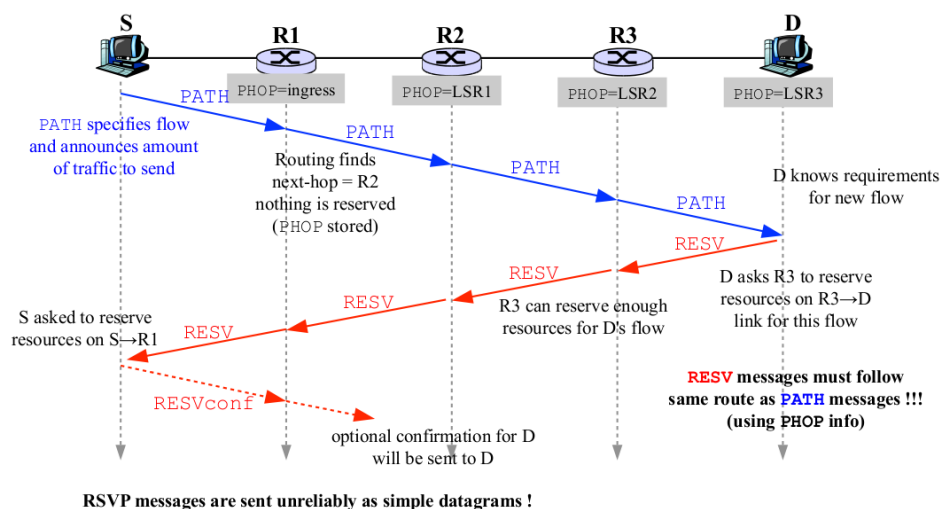 S
R1
R2
R3
D
PHOP=ingress
PHOP=LSR1
PHOP=LSR2
PHOP=LSR3
PATH
PATH
PATH
PATH
PATH specifies flow
and announces amount
of traffic to send
Routing finds
next-hop = R2
nothing is reserved
(PHOP stored)
D knows requirements
for new flow
RESV
RESV
RESV
RESV
D asks R3 to reserve
resources on R3→D
link for this flow
R3 can reserve enough
resources for D's flow
S asked to reserve
resources on S→R1
RESVconf
optional confirmation for D
will be sent to D
RESV messages must follow
same route as PATH messages !!!
(using PHOP info)
RSVP messages are sent unreliably as simple datagrams !